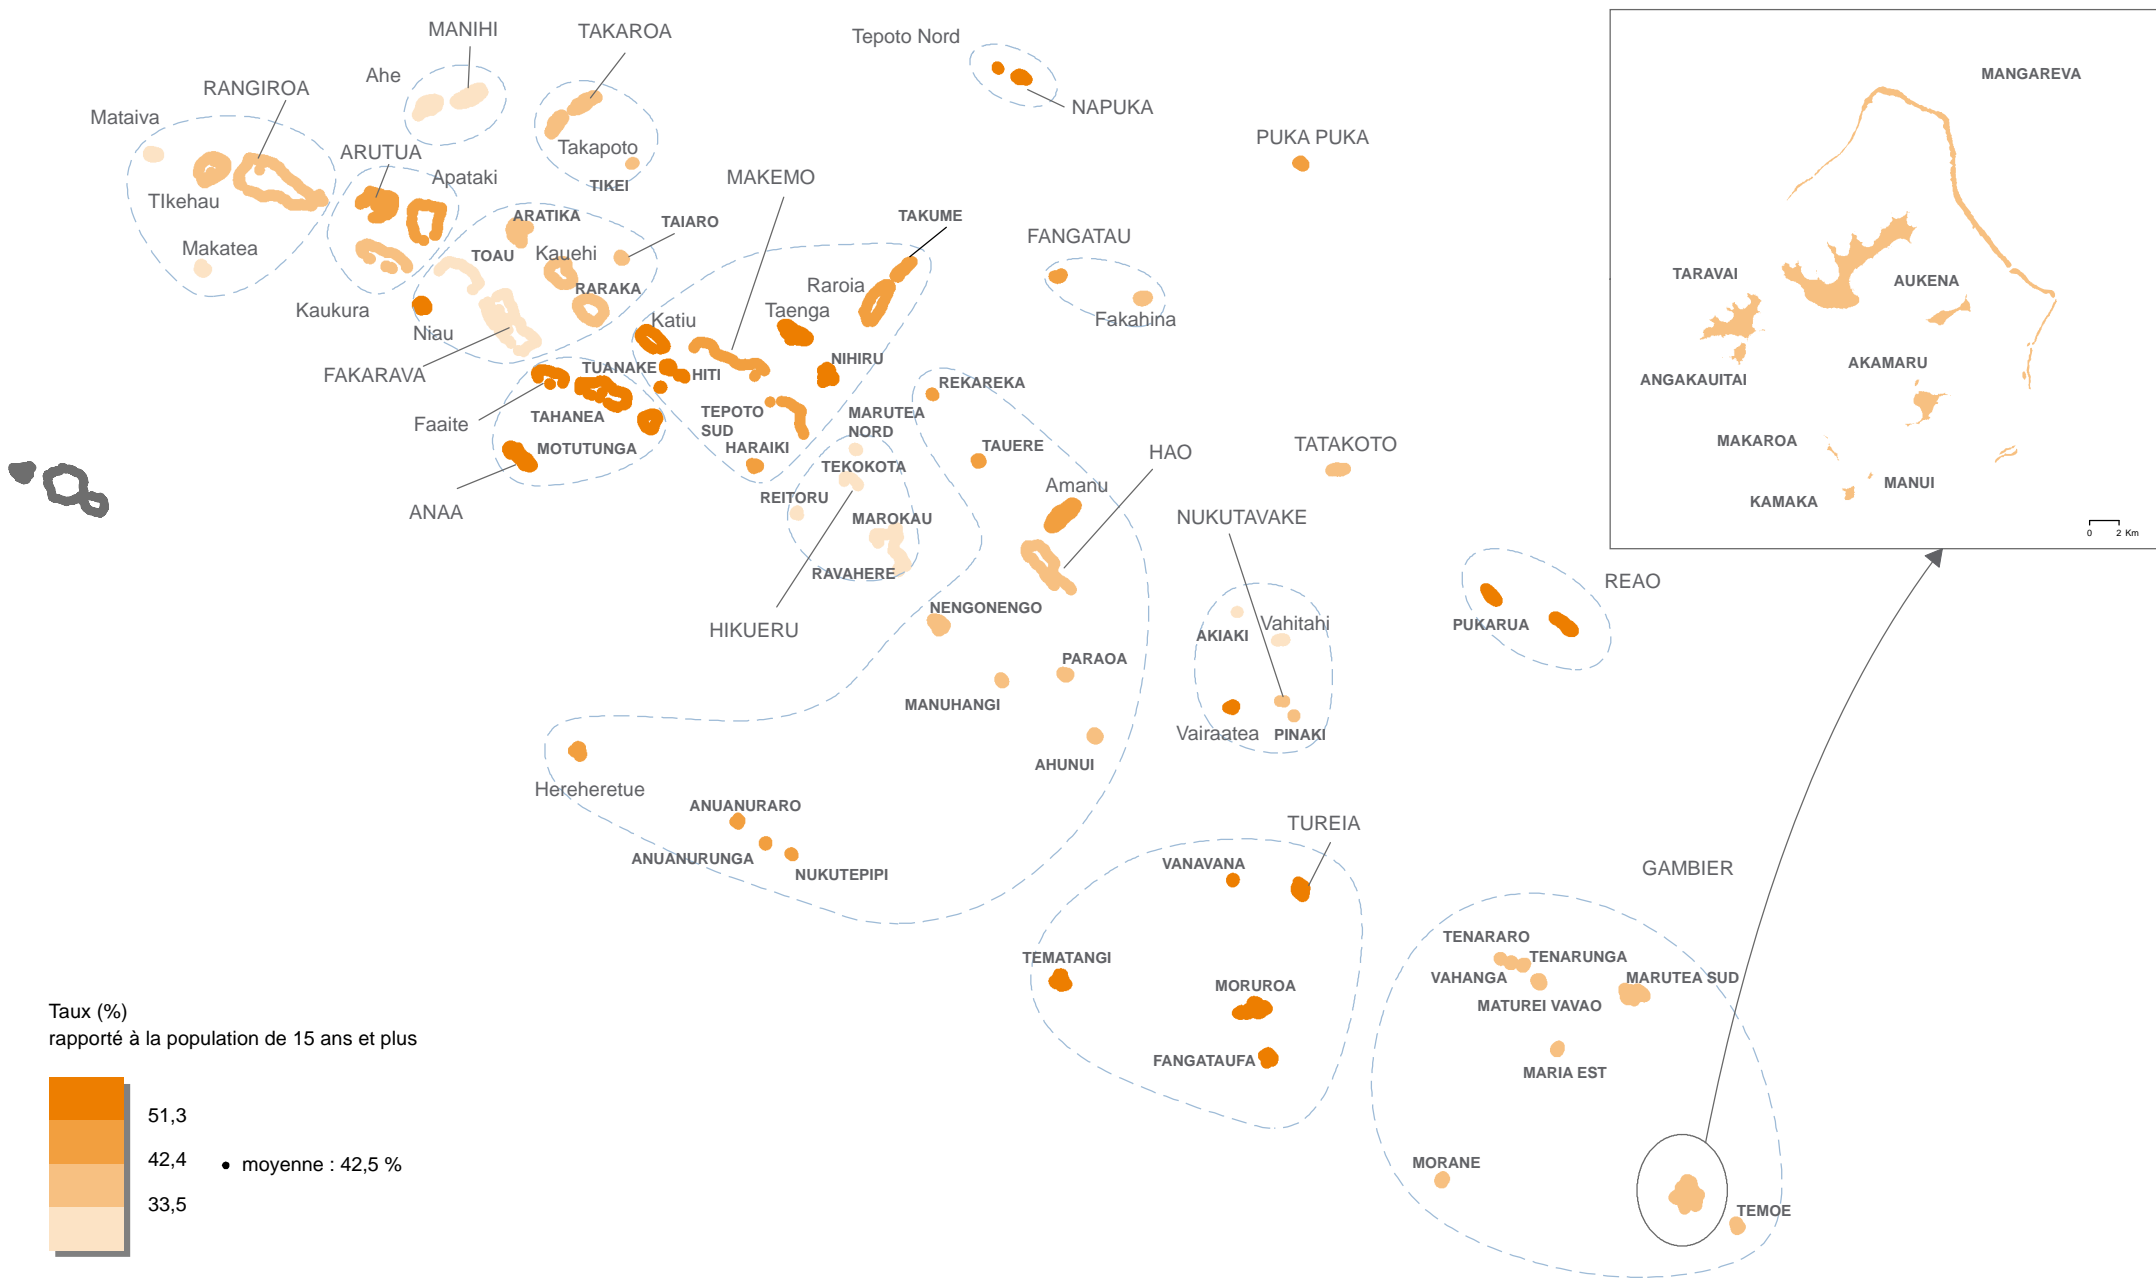 MANIHI
TAKAROA
Tepoto Nord
Ahe
RANGIROA
MANGAREVA
Mataiva
NAPUKA
ARUTUA
Takapoto
PUKA PUKA
Apataki
TIKEI
MAKEMO
TIkehau
ARATIKA
TAIARO
TAKUME
Makatea
TOAU
Kauehi
FANGATAU
RARAKA
Raroia
TARAVAI
AUKENA
Kaukura
Niau
Katiu
Taenga
Fakahina
FAKARAVA
TUANAKE
HITI
NIHIRU
REKAREKA
ANGAKAUITAI
AKAMARU
Faaite
TAHANEA
TEPOTO
SUD
MARUTEA
NORD
MOTUTUNGA
HARAIKI
TAUERE
HAO
TATAKOTO
MAKAROA
TEKOKOTA
Amanu
MANUI
KAMAKA
ANAA
REITORU
MAROKAU
NUKUTAVAKE
0 2 Km
RAVAHERE
REAO
NENGONENGO
HIKUERU
AKIAKI
Vahitahi
PUKARUA
PARAOA
MANUHANGI
Vairaatea
PINAKI
AHUNUI
Hereheretue
ANUANURARO
ANUANURUNGA
NUKUTEPIPI
TUREIA
VANAVANA
GAMBIER
TENARARO
TENARUNGA
TEMATANGI
VAHANGA
MARUTEA SUD
MORUROA
MATUREI VAVAO
FANGATAUFA
MARIA EST
MORANE
TEMOE
Taux (%)
rapporté à la population de 15 ans et plus
51,3
42,4
• moyenne : 42,5 %
33,5